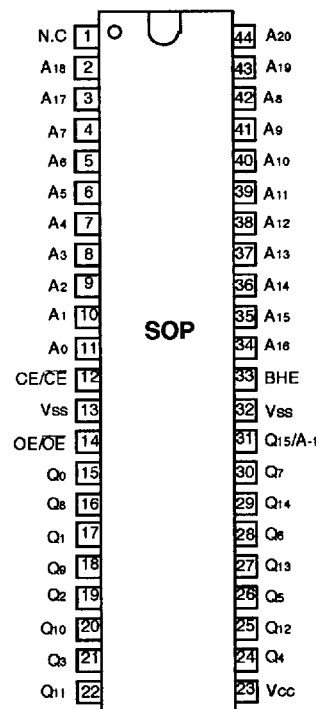 N.C 1 44 A20
A18 2 43 A19
A17 3 42 A8
A7 4 41 A9
A6 5 40 A10
A5 6 39 A11
A4 7 38 A12
A3 8 37 A13
A2 9 36 A14
A1 10 35 A15
A0 11 34 A16
SOP
CE/C̅E̅ 12 33 BHE
Vss 13 32 Vss
OE/O̅E̅ 14 31 Q15/A-1
Q0 15 30 Q7
Q8 16 29 Q14
Q1 17 28 Q6
Q9 18 27 Q13
Q2 19 26 Q5
Q10 20 25 Q12
Q3 21 24 Q4
Q11 22 23 Vcc